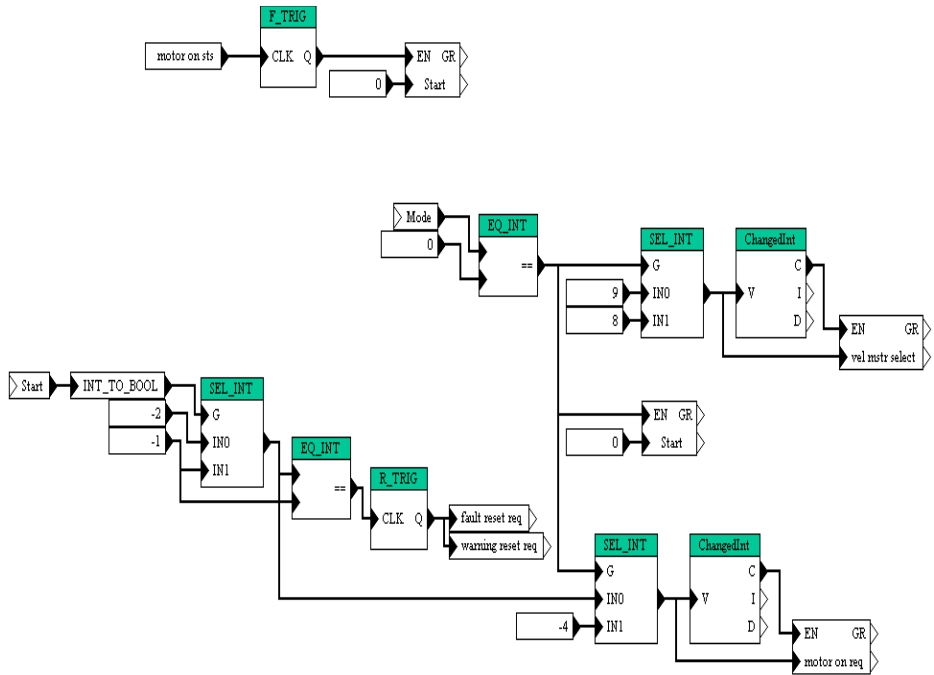 F_TRIG
motor on sts
CLK Q
EN GR
0
Start
Mode
0
EQ_INT
==
SEL_INT
G
9
IN0
8
IN1
ChangedInt
C
V
I
D
EN GR
vel mstr select
Start
INT_TO_BOOL
-2
-1
SEL_INT
G
IN0
IN1
EQ_INT
==
R_TRIG
CLK Q
fault reset req
warning reset req
EN GR
0
Start
SEL_INT
G
IN0
-4
IN1
ChangedInt
C
V
I
D
EN GR
motor on req